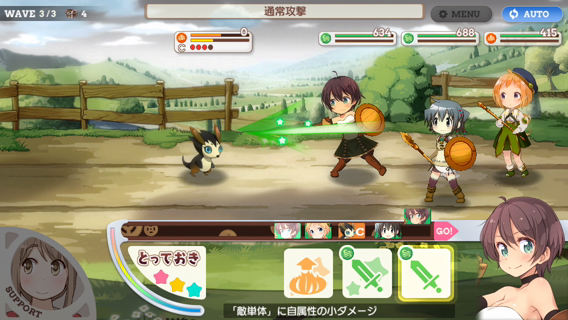 WAVE 3/3 4
通常攻撃
MENU
AUTO
0
C
634
688
415
C
GO!
とっておき
SUPPORT
「敵単体」に自属性の小ダメージ